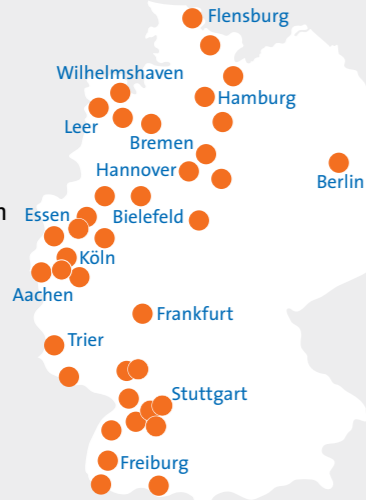 Flensburg
Wilhelmshaven
Hamburg
Leer
Bremen
Hannover
Berlin
Essen
Bielefeld
Köln
Aachen
Frankfurt
Trier
Stuttgart
Freiburg